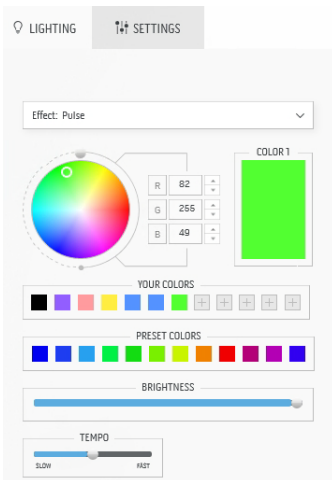 LIGHTING
SETTINGS
Effect: Pulse
COLOR 1
R 82
G 255
B 49
YOUR COLORS
PRESET COLORS
BRIGHTNESS
TEMPO
SLOW FAST